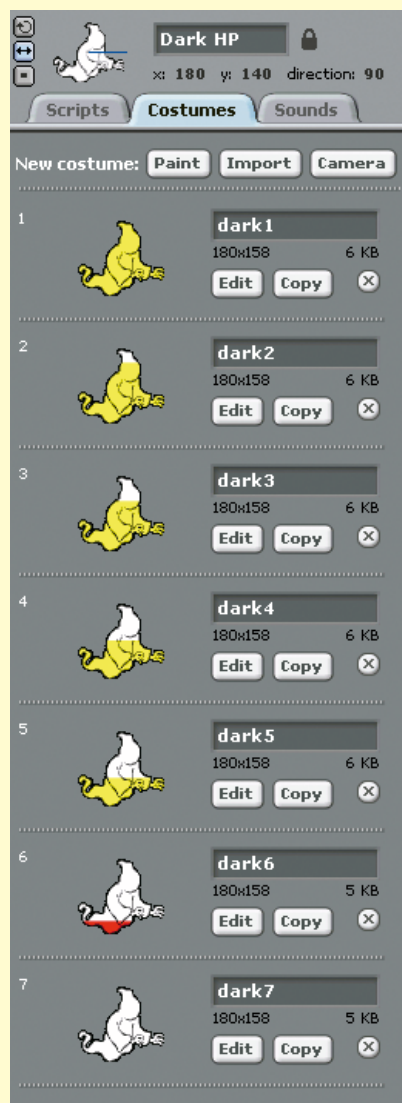 Dark HP
x: 180 y: 140 direction: 90
Scripts Costumes Sounds
New costume: Paint Import Camera
1
dark1
180x158 6 KB
Edit Copy
2
dark2
180x158 6 KB
Edit Copy
3
dark3
180x158 6 KB
Edit Copy
4
dark4
180x158 6 KB
Edit Copy
5
dark5
180x158 6 KB
Edit Copy
6
dark6
180x158 5 KB
Edit Copy
7
dark7
180x158 5 KB
Edit Copy